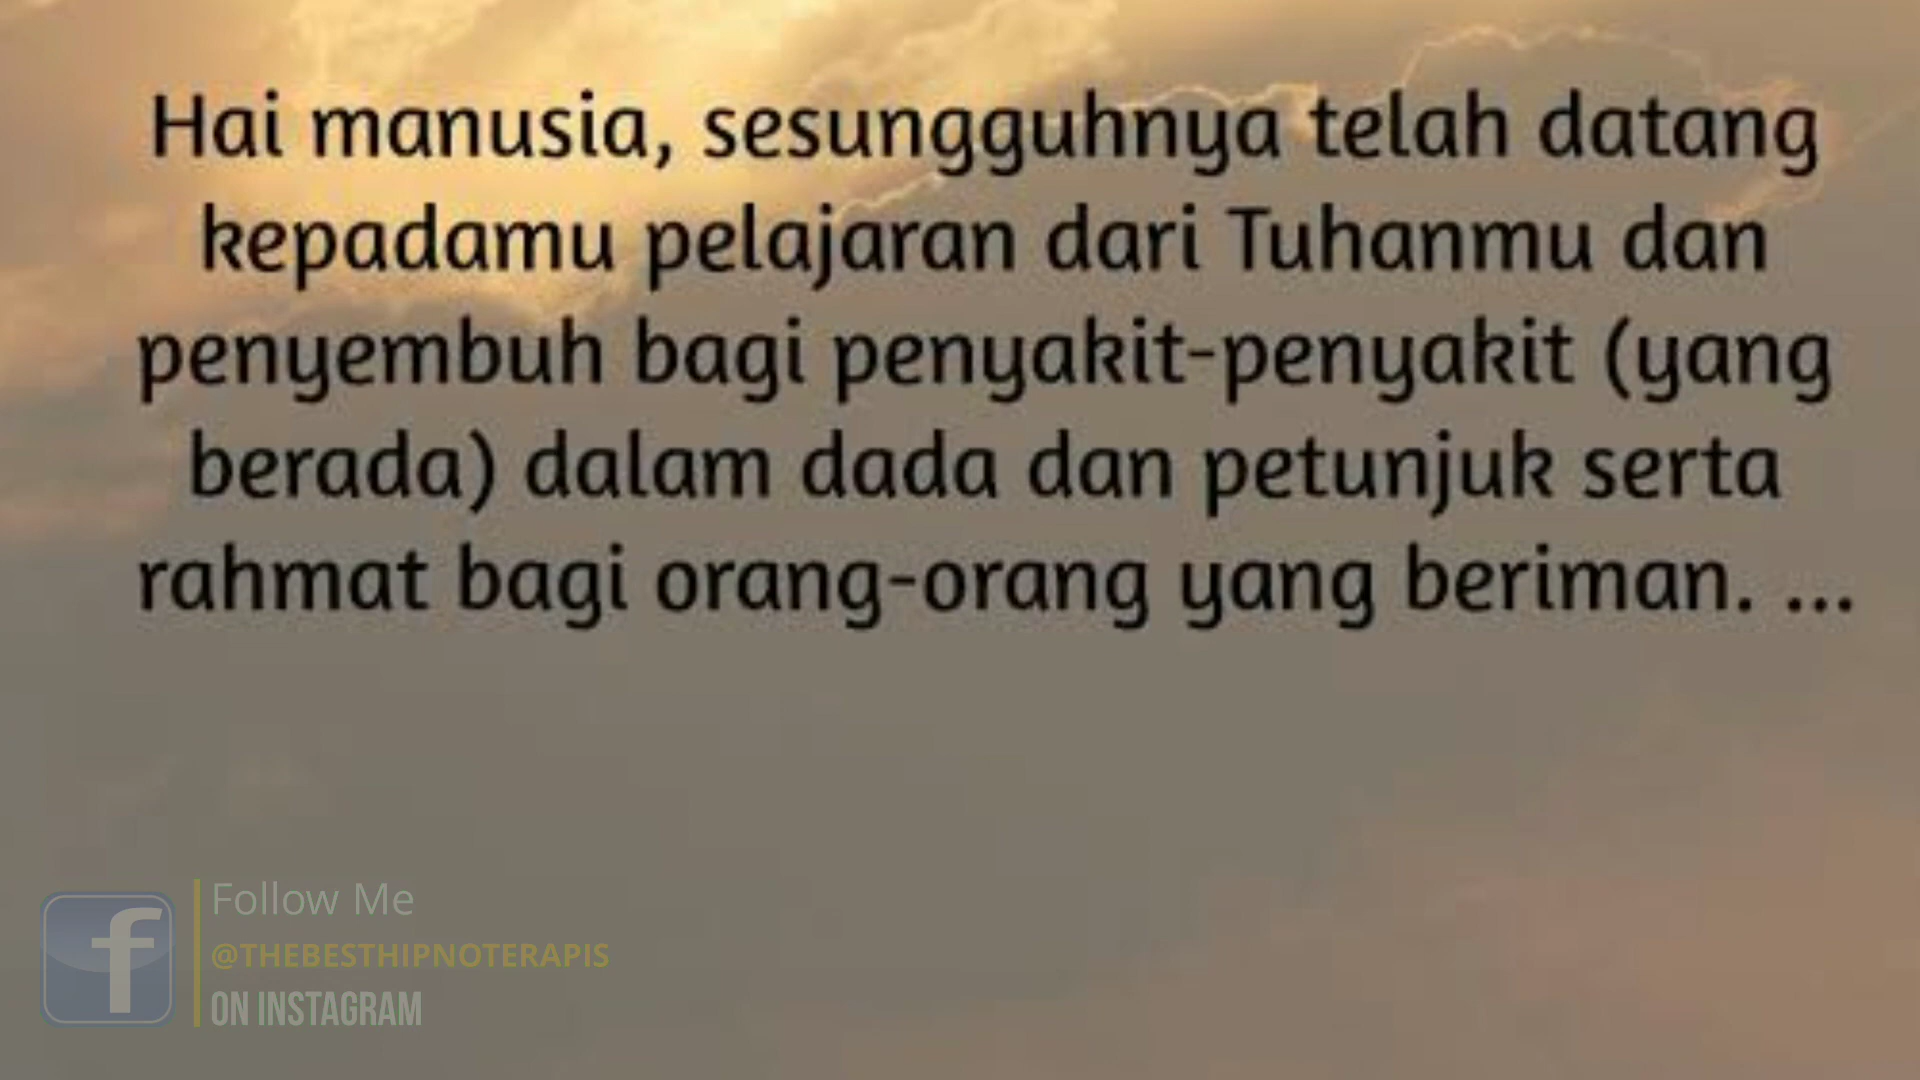 Hai manusia, sesungguhnya telah datang
kepadamu pelajaran dari Tuhanmu dan
penyembuh bagi penyakit-penyakit (yang
berada) dalam dada dan petunjuk serta
rahmat bagi orang-orang yang beriman. ...
f
Follow Me
@THEBESTHIPNOTERAPIS
ON INSTAGRAM